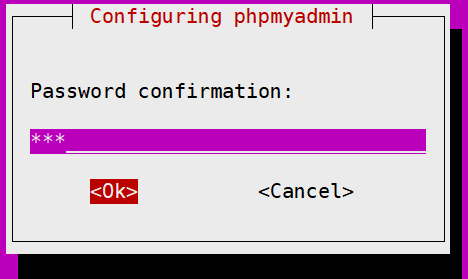 Configuring phpmyadmin
Password confirmation:
***
<Ok> <Cancel>